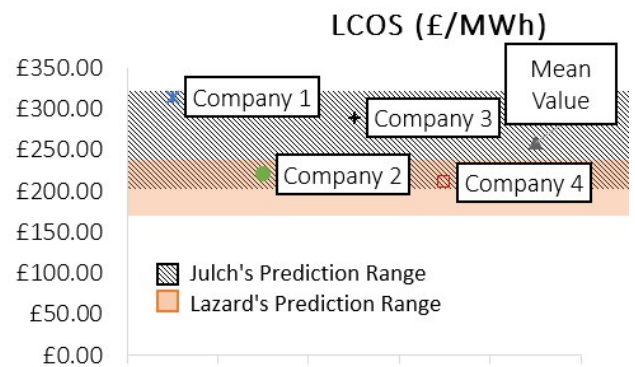 LCOS (£/MWh)
£350.00
£300.00
£250.00
£200.00
£150.00
£100.00
£50.00
£0.00
Company 1
Company 3
Mean
Value
Company 2
Company 4
Julch's Prediction Range
Lazard's Prediction Range